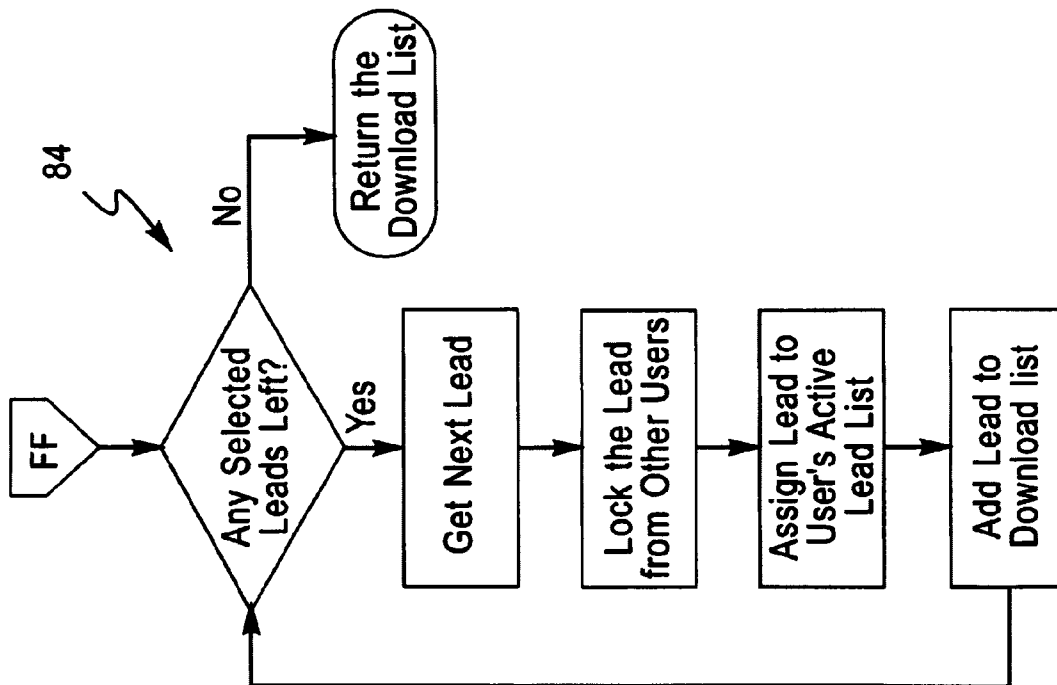 FF
84
Any Selected
Leads Left?
No
Return the
Download List
Yes
Get Next Lead
Lock the Lead
from Other Users
Assign Lead to
User's Active
Lead List
Add Lead to
Download list